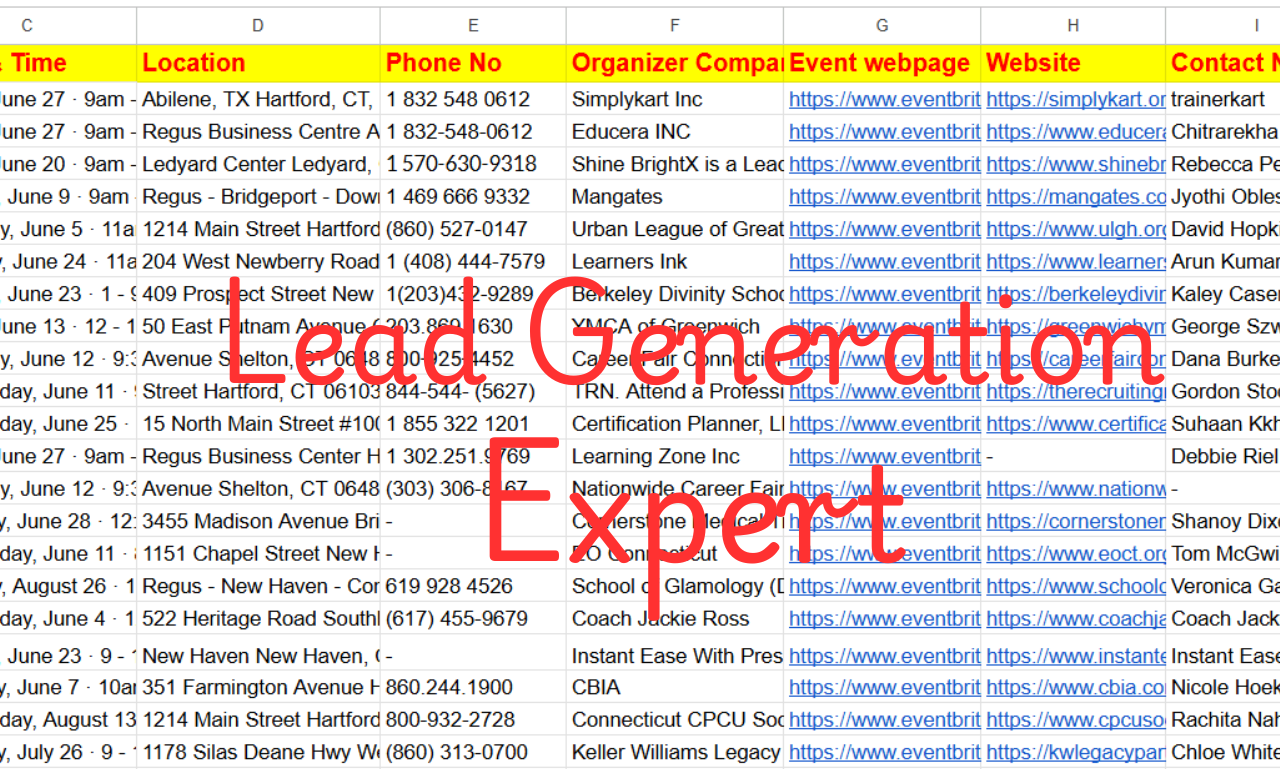 C D E F G H I
& Time Location Phone No Organizer Compar Event webpage Website Contact N
June 27 · 9am - Abilene, TX Hartford, CT, 1 832 548 0612 Simplykart Inc https://www.eventbrit https://simplykart.or trainerkart
June 27 · 9am - Regus Business Centre A 1 832-548-0612 Educera INC https://www.eventbrit https://www.educera Chitrarekha
June 20 · 9am - Ledyard Center Ledyard, 1 570-630-9318 Shine BrightX is a Leac https://www.eventbrit https://www.shinebr Rebecca Pe
, June 9 · 9am Regus - Bridgeport - Dow 1 469 666 9332 Mangates https://www.eventbrit https://mangates.co Jyothi Obles
y, June 5 · 11a 1214 Main Street Hartford (860) 527-0147 Urban League of Great https://www.eventbrit https://www.ulgh.org David Hopki
, June 24 · 11a 204 West Newberry Road 1 (408) 444-7579 Learners Ink https://www.eventbrit https://www.learners Arun Kumar
, June 23 · 1 - 9 409 Prospect Street New 1(203)432-9289 Berkeley Divinity Schoo https://www.eventbrit https://berkeleydivin Kaley Caser
June 13 · 12 - 1 50 East Putnam Avenue 203.869.1630 YMCA of Greenwich https://www.eventbrit https://greenwichym George Szw
y, June 12 · 9:3 Avenue Shelton, CT 0648 800-925-4452 Career Fair Connecti https://www.eventbrit https://careerfaircor Dana Burke
day, June 11 · Street Hartford, CT 06103 844-544- (5627) TRN. Attend a Professi https://www.eventbrit https://therecruiting Gordon Stoc
day, June 25 · 15 North Main Street #100 1 855 322 1201 Certification Planner, LL https://www.eventbrit https://www.certifica Suhaan Kkh
June 27 · 9am - Regus Business Center H 1 302.251.9769 Learning Zone Inc https://www.eventbrit - Debbie Riel
y, June 12 · 9:3 Avenue Shelton, CT 0648 (303) 306-8167 Nationwide Career Fair https://www.eventbrit https://www.nationw -
y, June 28 · 12: 3455 Madison Avenue Bri - Cornerstone Medical T https://www.eventbrit https://cornerstoner Shanoy Dixo
day, June 11 · 1151 Chapel Street New H - EO Connecticut https://www.eventbrit https://www.eoct.org Tom McGwi
, August 26 · 1 Regus - New Haven - Cor 619 928 4526 School of Glamology (D https://www.eventbrit https://www.schoolo Veronica Ga
day, June 4 · 1 522 Heritage Road Southl (617) 455-9679 Coach Jackie Ross https://www.eventbrit https://www.coachja Coach Jack
, June 23 · 9 - 1 New Haven New Haven, C - Instant Ease With Pres https://www.eventbrit https://www.instante Instant Ease
y, June 7 · 10ar 351 Farmington Avenue H 860.244.1900 CBIA https://www.eventbrit https://www.cbia.co Nicole Hoek
day, August 13 1214 Main Street Hartford 800-932-2728 Connecticut CPCU Soc https://www.eventbrit https://www.cpcuso Rachita Nah
y, July 26 · 9 - 1178 Silas Deane Hwy We (860) 313-0700 Keller Williams Legacy https://www.eventbrit https://kwlegacypar Chloe White
Lead Generation
Expert